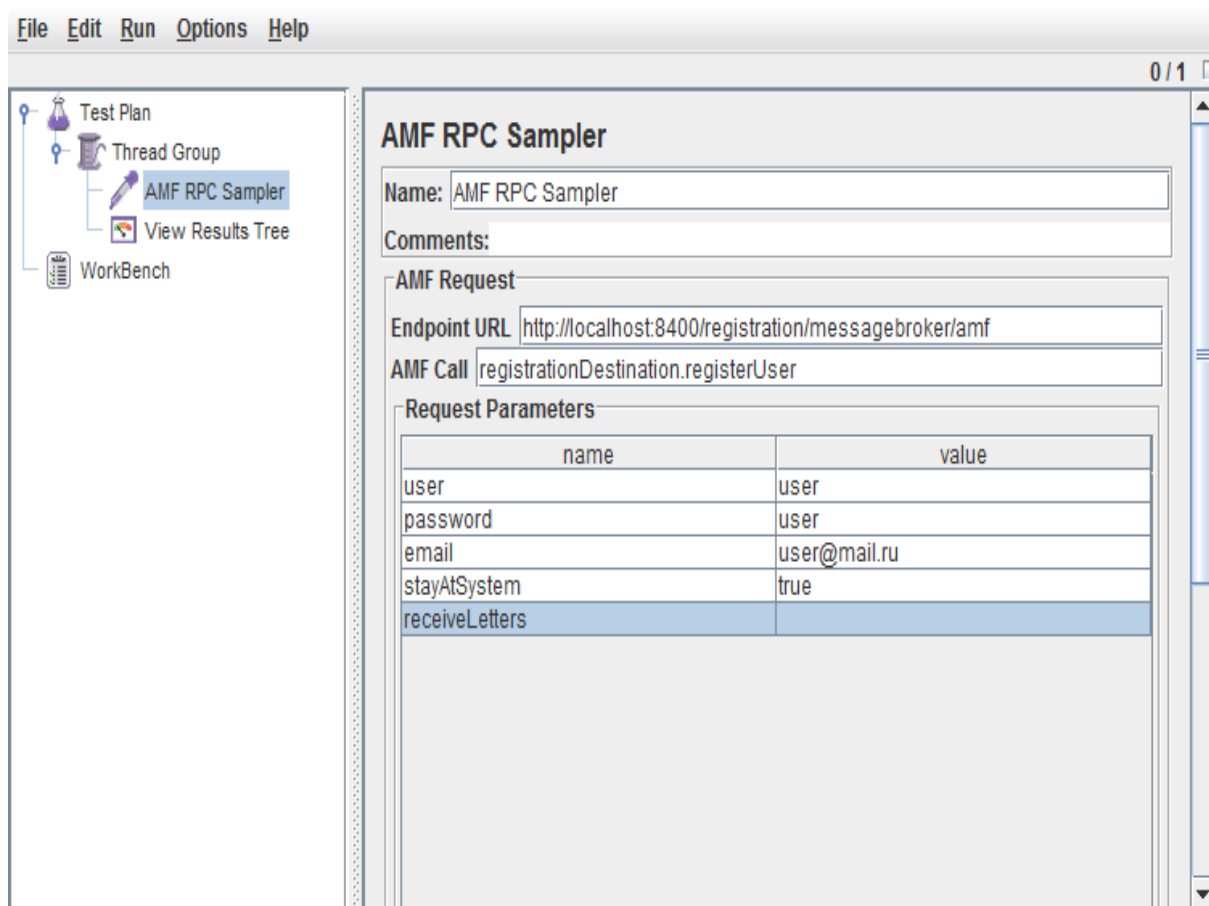 File Edit Run Options Help
0 / 1
Test Plan
Thread Group
AMF RPC Sampler
View Results Tree
WorkBench
AMF RPC Sampler
Name: AMF RPC Sampler
Comments:
AMF Request
Endpoint URL http://localhost:8400/registration/messagebroker/amf
AMF Call registrationDestination.registerUser
Request Parameters
name value
user user
password user
email user@mail.ru
stayAtSystem true
receiveLetters